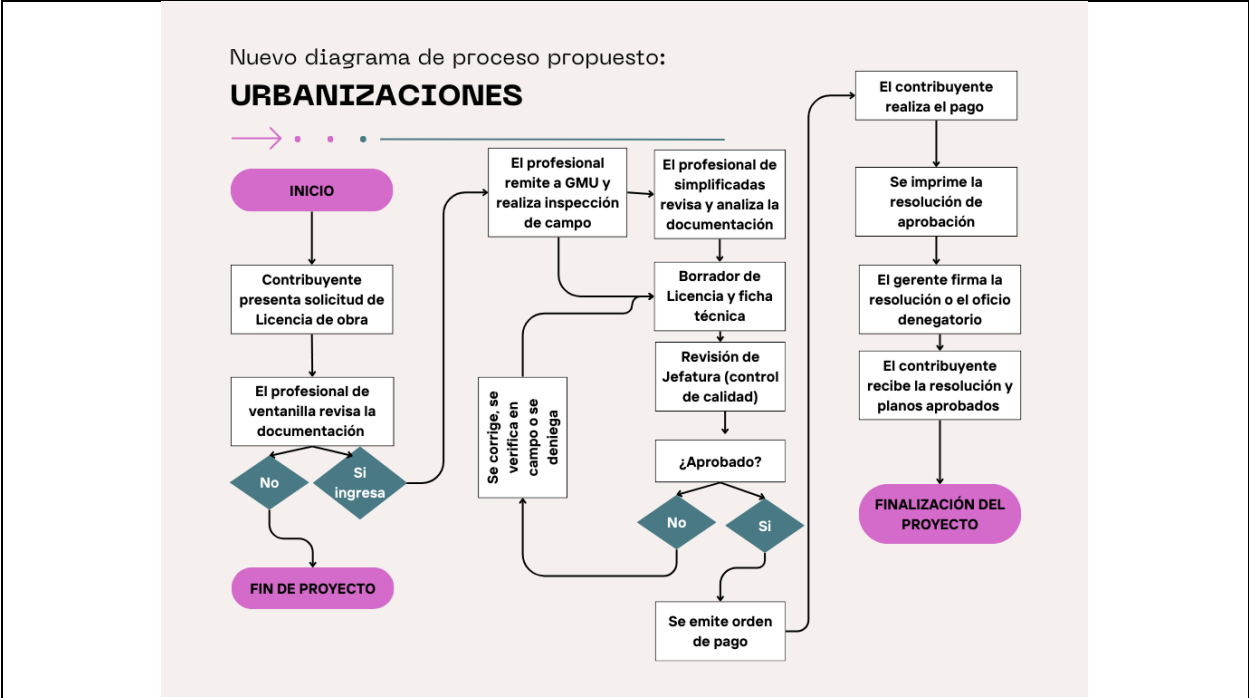 Nuevo diagrama de proceso propuesto:
URBANIZACIONES
INICIO
Contribuyente
presenta solicitud de
Licencia de obra
El profesional de
ventanilla revisa la
documentación
No
Si
ingresa
FIN DE PROYECTO
El profesional
remite a GMU y
realiza inspección
de campo
El profesional de
simplificadas
revisa y analiza la
documentación
Borrador de
Licencia y ficha
técnica
Revisión de
Jefatura (control
de calidad)
¿Aprobado?
No
Si
Se corrige, se
verifica en
campo o se
deniega
Se emite orden
de pago
El contribuyente
realiza el pago
Se imprime la
resolución de
aprobación
El gerente firma la
resolución o el oficio
denegatorio
El contribuyente
recibe la resolución y
planos aprobados
FINALIZACIÓN DEL
PROYECTO